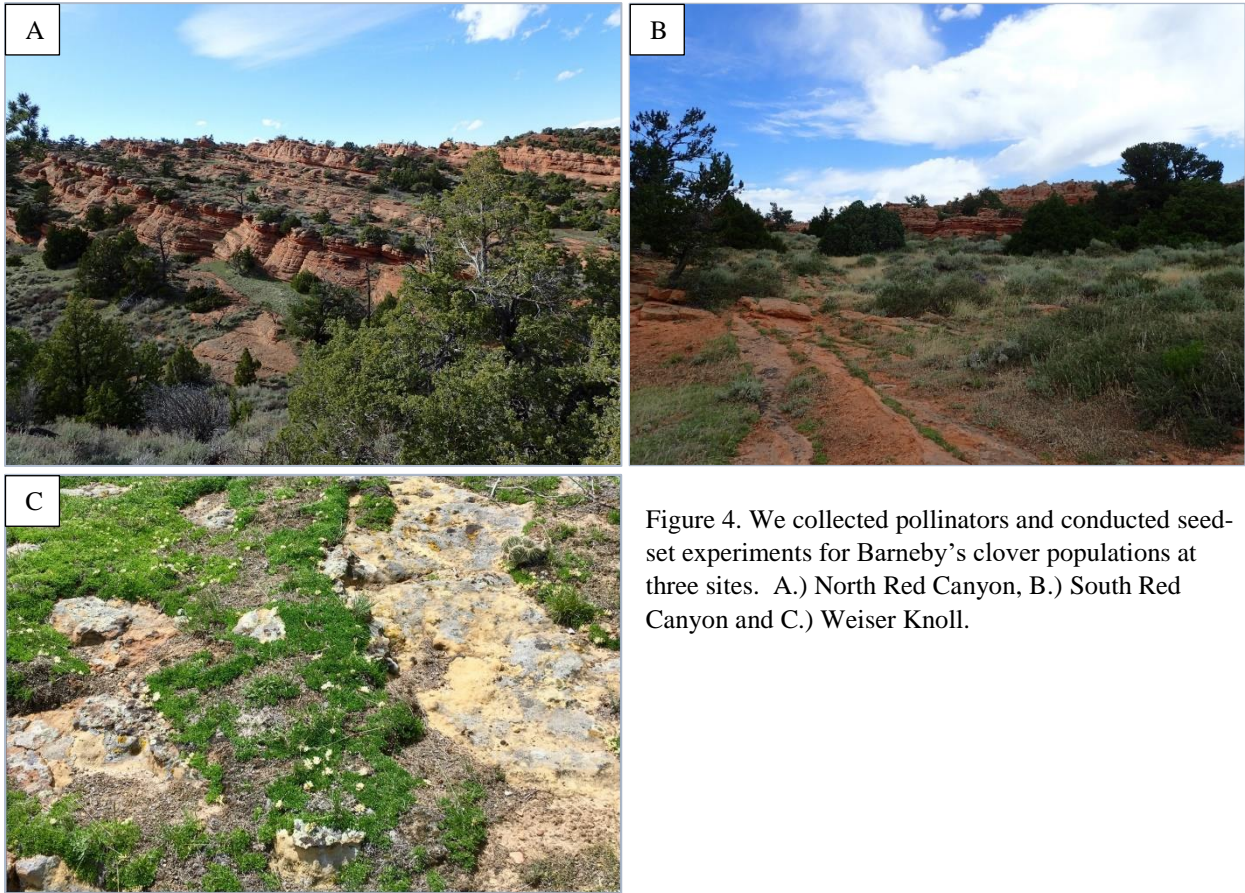 A
B
C
Figure 4. We collected pollinators and conducted seed-
set experiments for Barneby’s clover populations at
three sites.  A.) North Red Canyon, B.) South Red
Canyon and C.) Weiser Knoll.